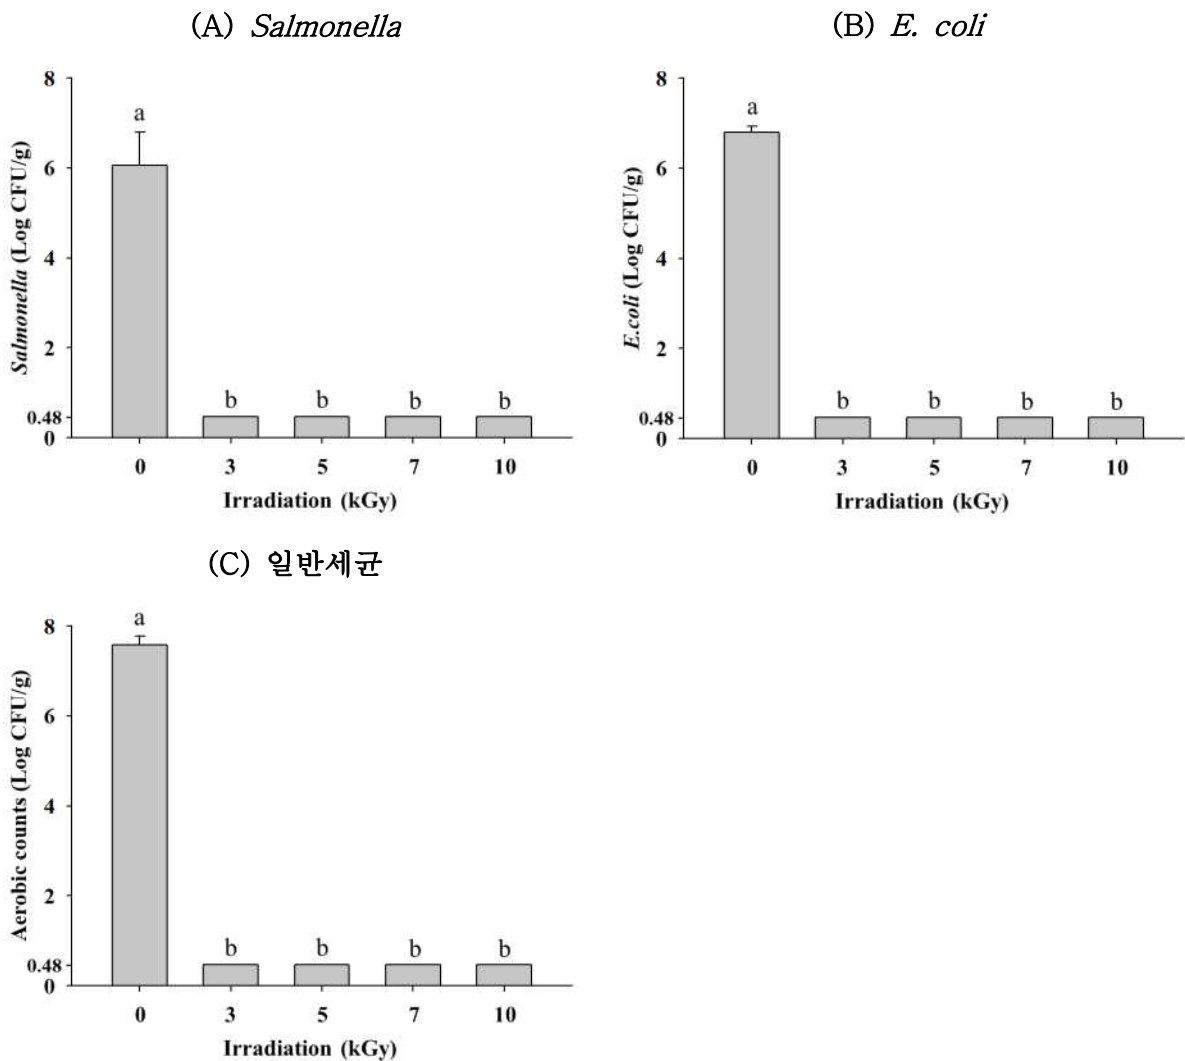 (A) Salmonella
8
6
4
2
0.48
0
Salmonella (Log CFU/g)
a
b
b
b
b
0
3
5
7
10
Irradiation (kGy)
(B) E. coli
8
6
4
2
0.48
0
E.coli (Log CFU/g)
a
b
b
b
b
0
3
5
7
10
Irradiation (kGy)
(C) 일반세균
8
6
4
2
0.48
0
Aerobic counts (Log CFU/g)
a
b
b
b
b
0
3
5
7
10
Irradiation (kGy)